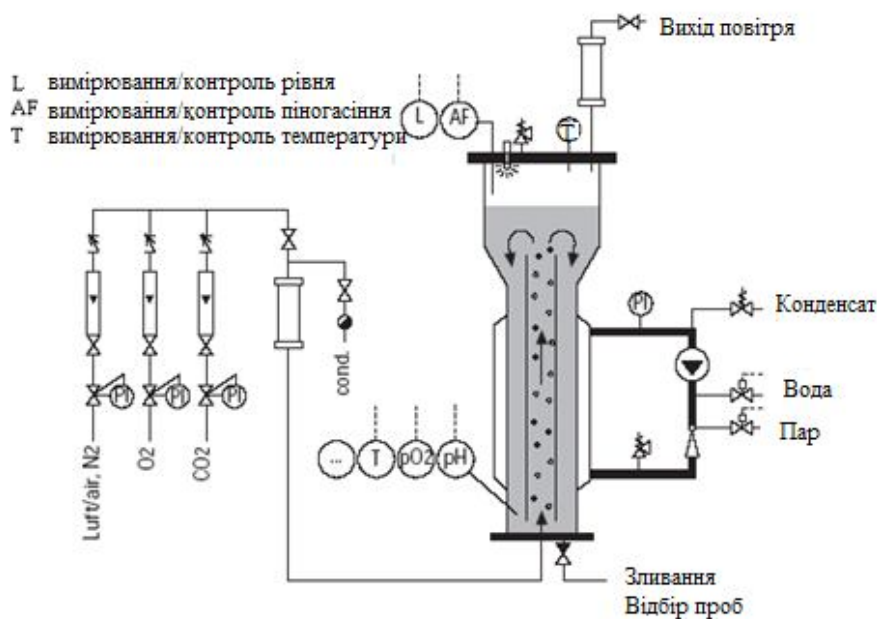 Вихід повітря
L вимірювання/контроль рівня
AF вимірювання/контроль піногасіння
T вимірювання/контроль температури
L
AF
T
PI
Конденсат
Вода
Пар
cond.
PI
PI
PI
Luft/air, N2
O2
CO2
...
T
pO2
pH
Зливання
Відбір проб